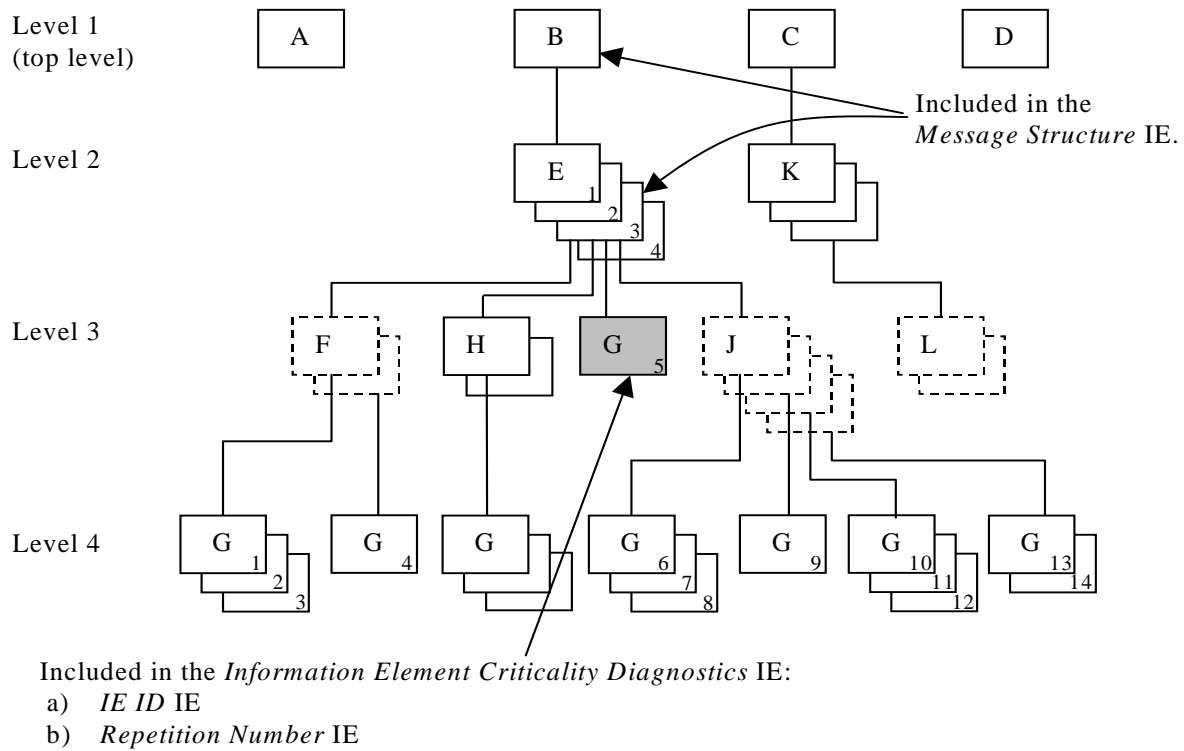 Level 1
(top level)
A
B
C
D
Included in the
Message Structure IE.
Level 2
E
1
2
3
4
K
Level 3
F
H
G
5
J
L
Level 4
G
1
2
3
G
4
G
G
6
7
8
G
9
G
10
11
12
G
13
14
Included in the Information Element Criticality Diagnostics IE:
a) IE ID IE
b) Repetition Number IE